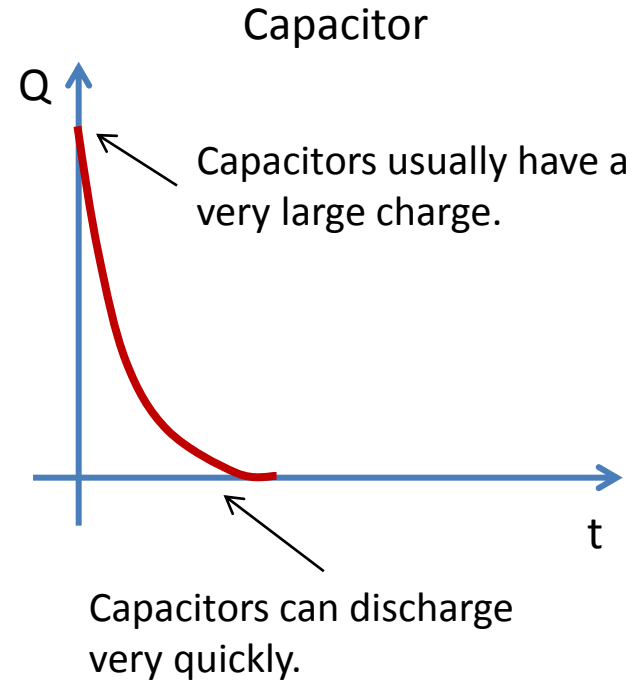 Capacitor
Q
Capacitors usually have a
very large charge.
t
Capacitors can discharge
very quickly.